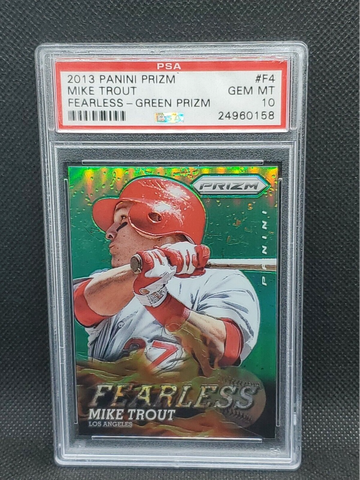 PSA
2013 PANINI PRIZM #F4
MIKE TROUT GEM MT
FEARLESS - GREEN PRIZM 10
24960158
PRIZM
PANINI
27
FEARLESS
MIKE TROUT
LOS ANGELES